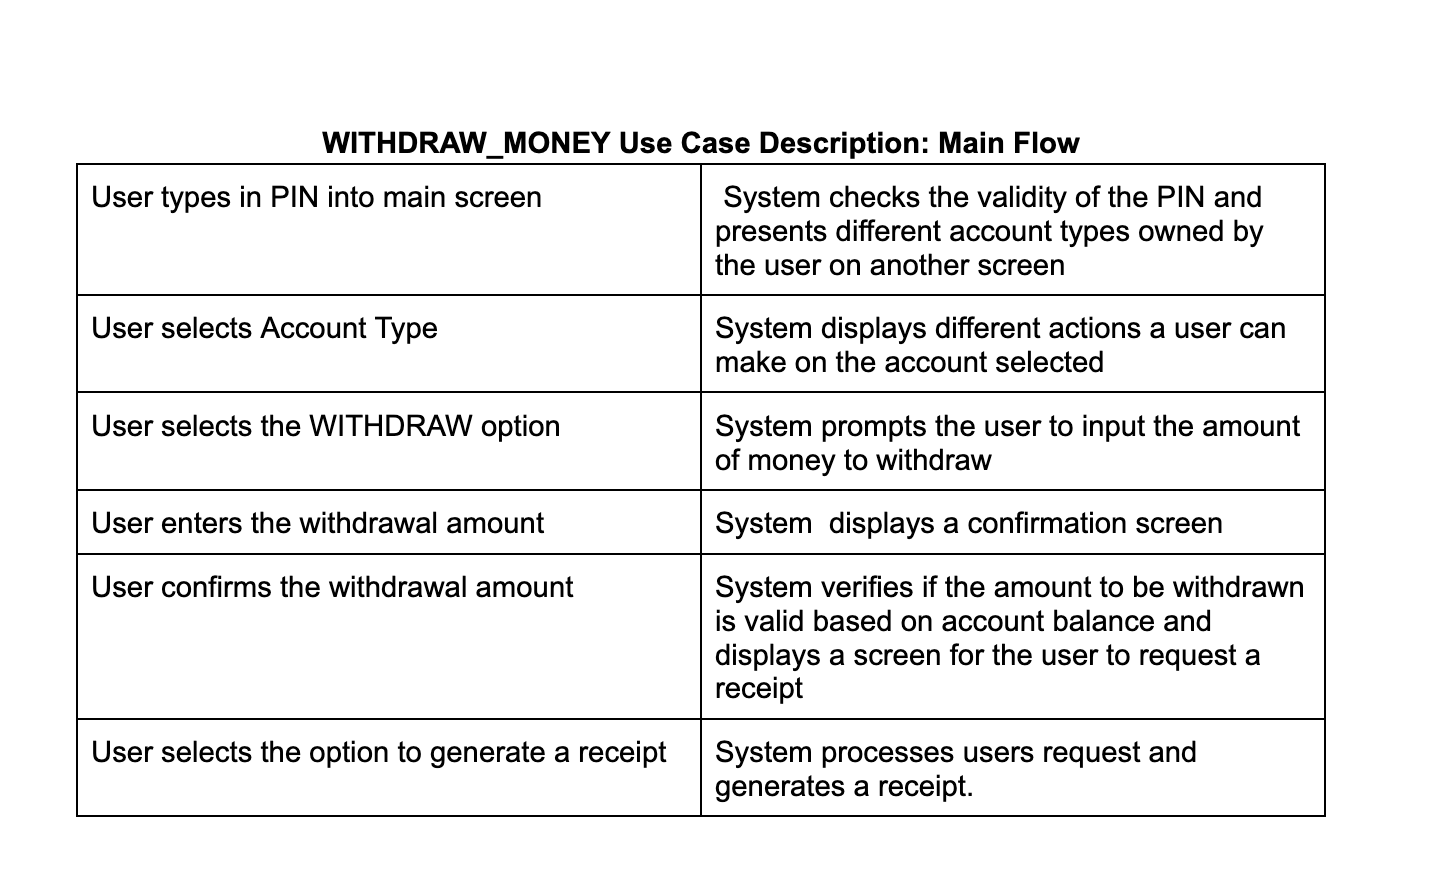 WITHDRAW_MONEY Use Case Description: Main Flow
User types in PIN into main screen
System checks the validity of the PIN and
presents different account types owned by
the user on another screen
User selects Account Type
System displays different actions a user can
make on the account selected
User selects the WITHDRAW option
System prompts the user to input the amount
of money to withdraw
User enters the withdrawal amount
System  displays a confirmation screen
User confirms the withdrawal amount
System verifies if the amount to be withdrawn
is valid based on account balance and
displays a screen for the user to request a
receipt
User selects the option to generate a receipt
System processes users request and
generates a receipt.